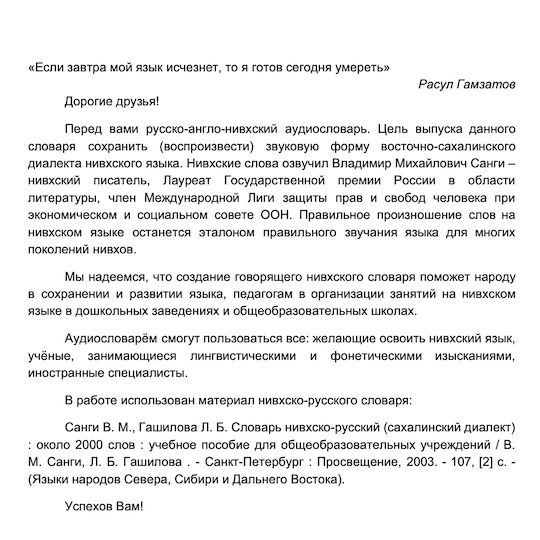 «Если завтра мой язык исчезнет, то я готов сегодня умереть»
Расул Гамзатов
Дорогие друзья!
Перед вами русско-англо-нивхский аудиословарь. Цель выпуска данного
словаря сохранить (воспроизвести) звуковую форму восточно-сахалинского
диалекта нивхского языка. Нивхские слова озвучил Владимир Михайлович Санги –
нивхский писатель, Лауреат Государственной премии России в области
литературы, член Международной Лиги защиты прав и свобод человека при
экономическом и социальном совете ООН. Правильное произношение слов на
нивхском языке останется эталоном правильного звучания языка для многих
поколений нивхов.
Мы надеемся, что создание говорящего нивхского словаря поможет народу
в сохранении и развитии языка, педагогам в организации занятий на нивхском
языке в дошкольных заведениях и общеобразовательных школах.
Аудиословарём смогут пользоваться все: желающие освоить нивхский язык,
учёные, занимающиеся лингвистическими и фонетическими изысканиями,
иностранные специалисты.
В работе использован материал нивхско-русского словаря:
Санги В. М., Гашилова Л. Б. Словарь нивхско-русский (сахалинский диалект)
: около 2000 слов : учебное пособие для общеобразовательных учреждений / В.
М. Санги, Л. Б. Гашилова . - Санкт-Петербург : Просвещение, 2003. - 107, [2] с. -
(Языки народов Севера, Сибири и Дальнего Востока).
Успехов Вам!